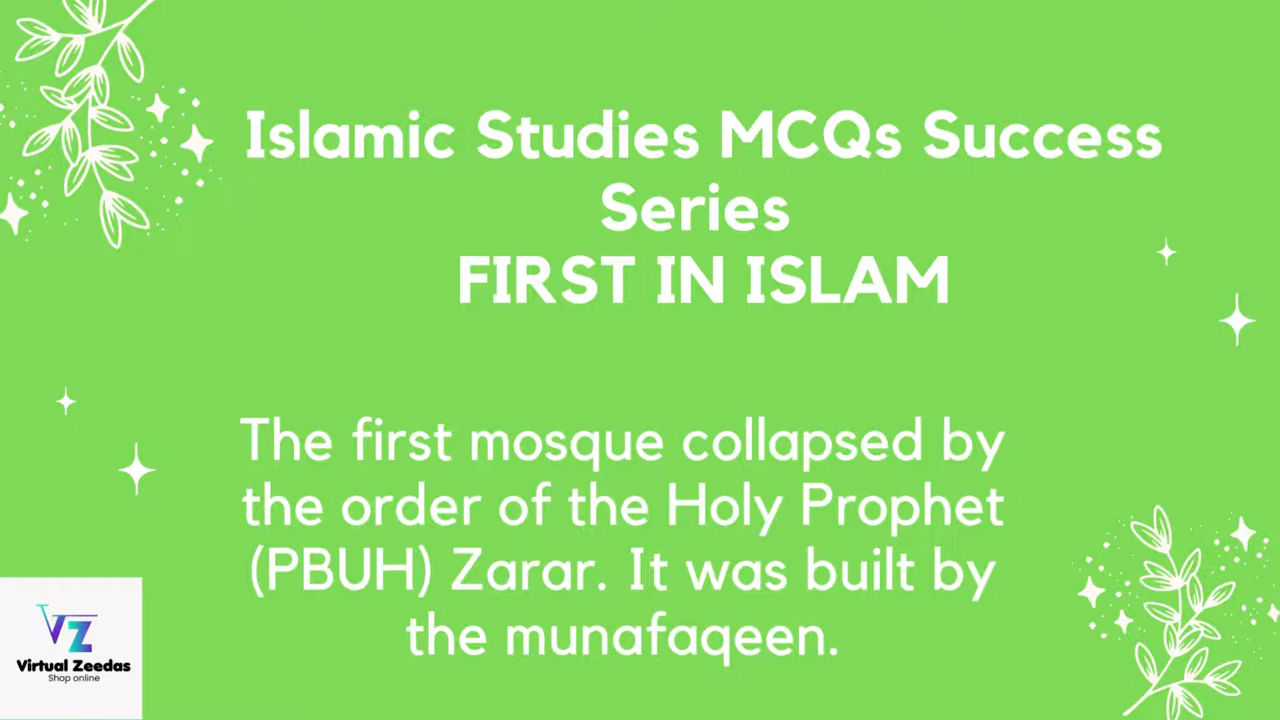 Islamic Studies MCQs Success
Series
FIRST IN ISLAM
The first mosque collapsed by
the order of the Holy Prophet
(PBUH) Zarar. It was built by
the munafaqeen.
VZ
Virtual Zeedas
Shop online